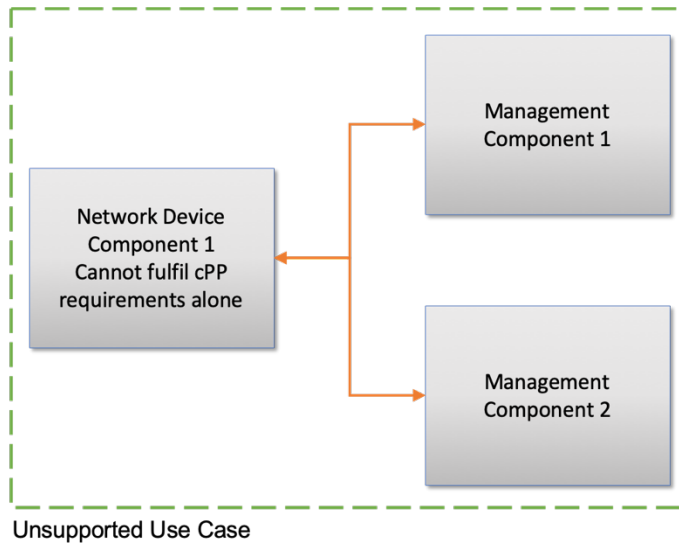 Management
Component 1
Network Device
Component 1
Cannot fulfil cPP
requirements alone
Management
Component 2
Unsupported Use Case